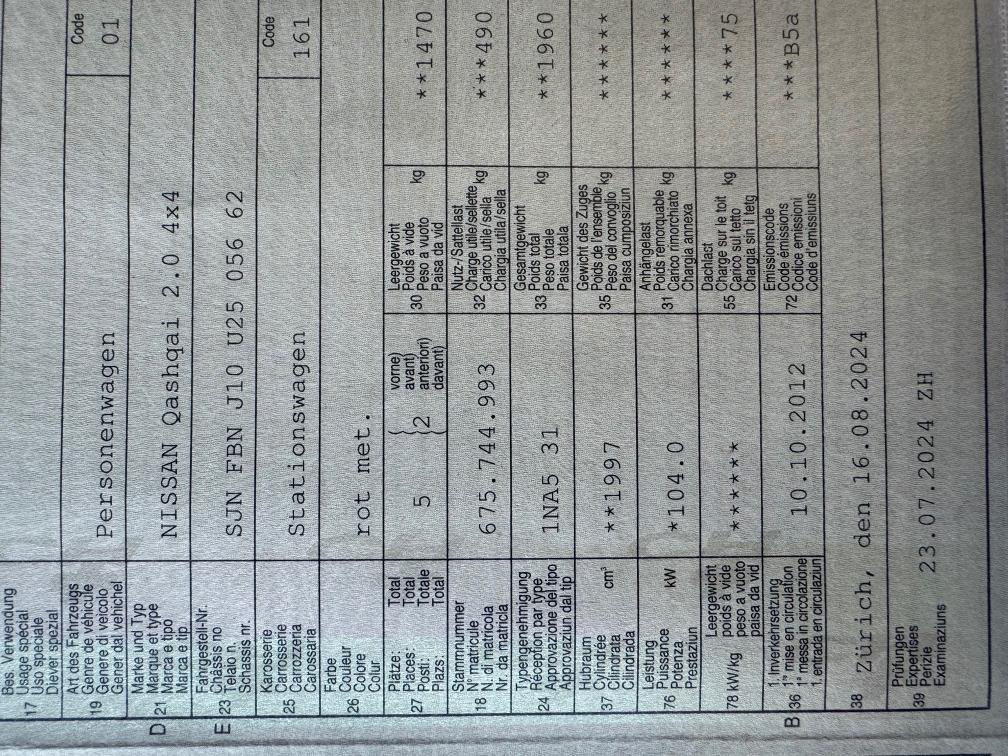 17 Bes. Verwendung
Usage spécial
Uso speciale
Diever spezial
19 Art des Fahrzeugs
Genre de véhicule
Genere di veicolo
Gener dal vehichel
Personenwagen
Code
01
D 21 Marke und Typ
Marque et type
Marca e tipo
Marca e tip
NISSAN Qashqai 2.0 4x4
E 23 Fahrgestell-Nr.
Châssis no
Telaio n.
Schassis nr.
SJN FBN J10 U25 056 62
25 Karosserie
Carrosserie
Carrozzeria
Carossaria
Stationswagen
Code
161
26 Farbe
Couleur
Colore
Colur
rot met.
27 Plätze: Total
Places: Total
Posti: Totale
Plazs: Total
5
2
vorne)
avant)
anteriori)
davant)
30 Leergewicht
Poids à vide
Peso a vuoto
Paisa da vid
kg
**1470
18 Stammnummer
N° matricule
N. di matricola
Nr. da matricla
675.744.993
32 Nutz-/Sattellast
Charge utile/sellette
Carico utile/sella
Chargia utila/sella
kg
***490
24 Typengenehmigung
Réception par type
Approvazione del tipo
Approvaziun dal tip
1NA5 31
33 Gesamtgewicht
Poids total
Peso totale
Paisa totala
kg
**1960
37 Hubraum
Cylindrée
Cilindrata
Cilindrada
cm³
**1997
35 Gewicht des Zuges
Poids de l'ensemble
Peso del convoglio
Paisa cumposiziun
kg
*******
76 Leistung
Puissance
Potenza
Prestaziun
kW
*104.0
31 Anhängelast
Poids remorquable
Carico rimorchiato
Chargia annexa
kg
*******
78 kW/kg Leergewicht
poids à vide
peso a vuoto
paisa da vid
******
55 Dachlast
Charge sur le toit
Carico sul tetto
Chargia sin il tetg
kg
*****75
B 36 1. Inverkehrsetzung
1re mise en circulation
1a messa in circolazione
1. entrada en circulaziun
10.10.2012
72 Emissionscode
Code émissions
Codice emissioni
Code d'emissiuns
***B5a
38 Zürich, den 16.08.2024
39 Prüfungen
Expertises
Perizie
Examinaziuns
23.07.2024 ZH